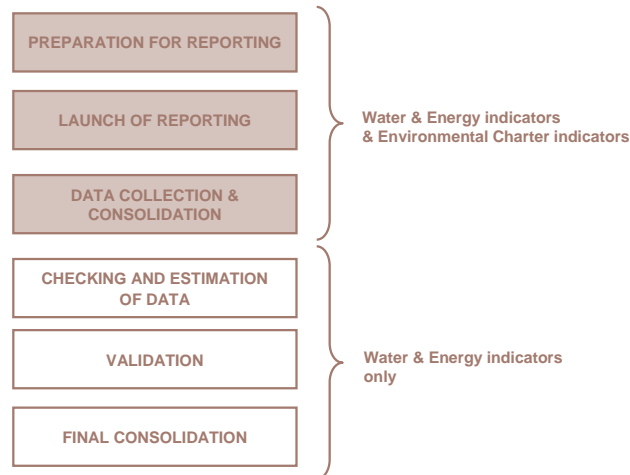 PREPARATION FOR REPORTING
LAUNCH OF REPORTING
Water & Energy indicators
& Environmental Charter indicators
DATA COLLECTION &
CONSOLIDATION
CHECKING AND ESTIMATION
OF DATA
VALIDATION
Water & Energy indicators
only
FINAL CONSOLIDATION